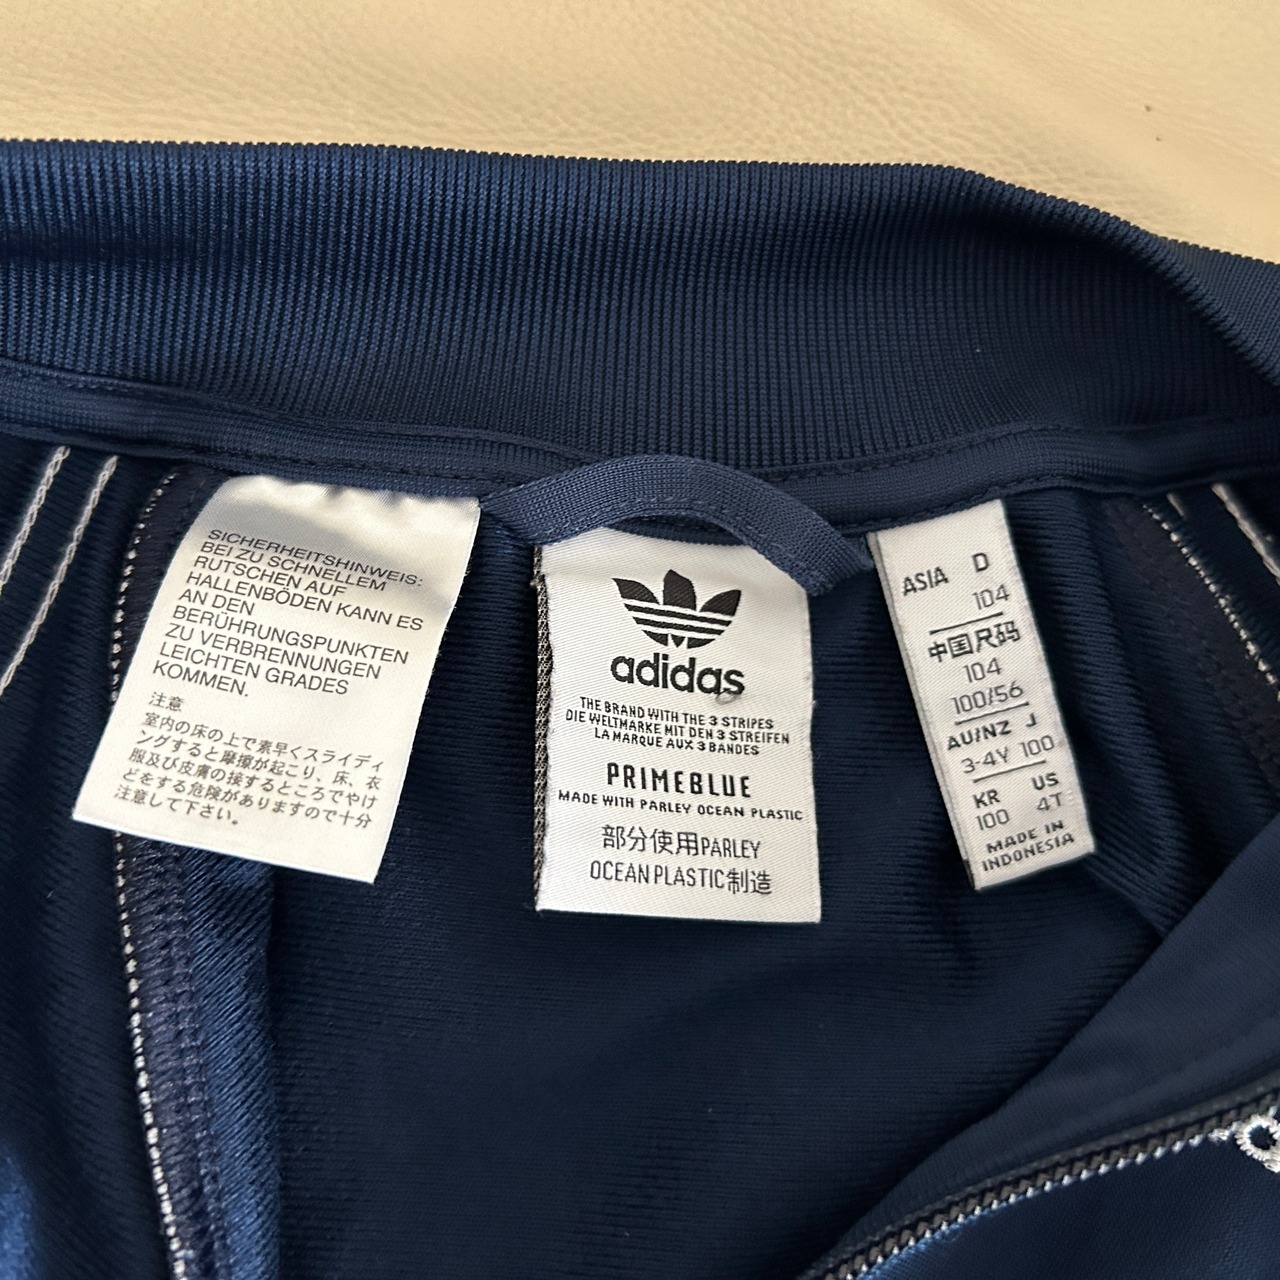 SICHERHEITSHINWEIS:
BEI ZU SCHNELLEM
RUTSCHEN AUF
HALLENBÖDEN KANN ES
AN DEN
BERÜHRUNGSPUNKTEN
ZU VERBRENNUNGEN
LEICHTEN GRADES
KOMMEN.
注意
室内の床の上で素早くスライディ
ングすると摩擦が起こり、床、衣
服及び皮膚の接するところでやけ
どをする危険がありますので十分
注意して下さい。
adidas
THE BRAND WITH THE 3 STRIPES
DIE WELTMARKE MIT DEN 3 STREIFEN
LA MARQUE AUX 3 BANDES
PRIMEBLUE
MADE WITH PARLEY OCEAN PLASTIC
部分使用PARLEY
OCEAN PLASTIC制造
ASIA D
104
中国尺码
104
100/56
AU/NZ J
3-4Y 100
KR US
100 4T
MADE IN
INDONESIA